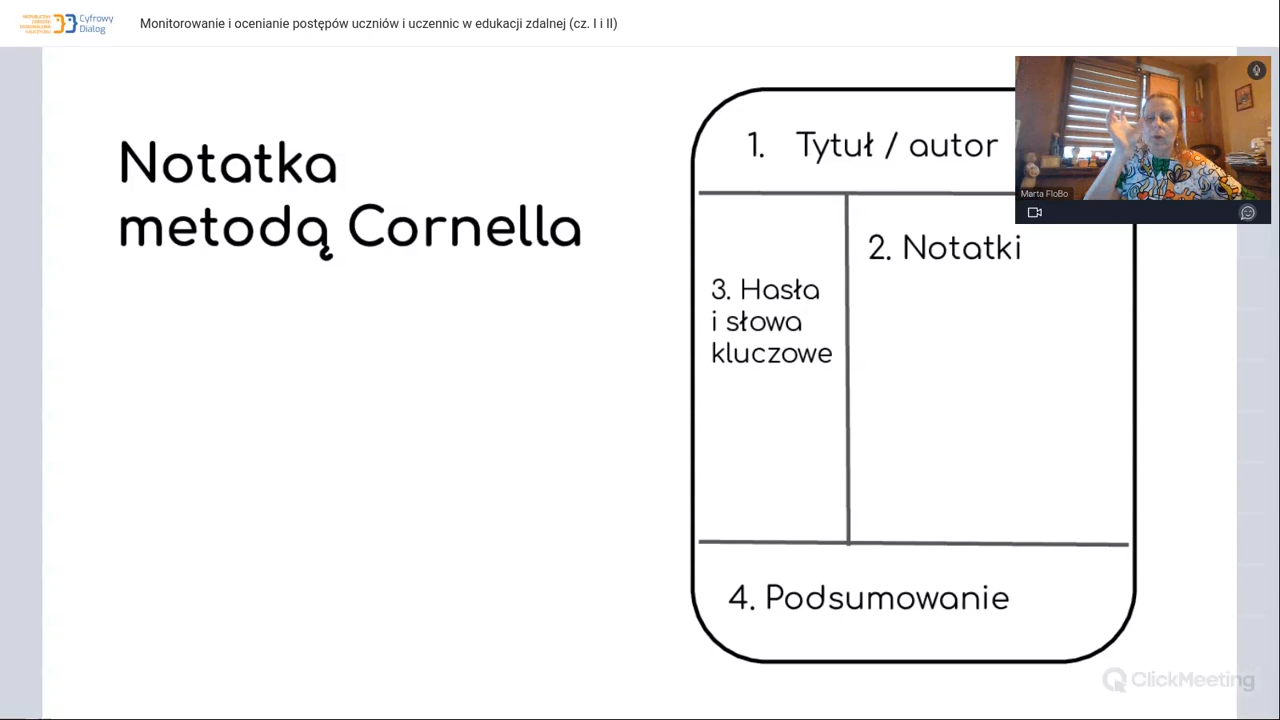 Cyfrowy
Dialog
Monitorowanie i ocenianie postępów uczniów i uczennic w edukacji zdalnej (cz. I i II)
Notatka
metodą Cornella
1. Tytuł / autor
2. Notatki
3. Hasła
i słowa
kluczowe
4. Podsumowanie
Marta FloBo
ClickMeeting